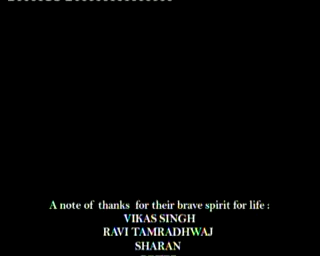 A note of thanks for their brave spirit for life :
VIKAS SINGH
RAVI TAMRADHWAJ
SHARAN